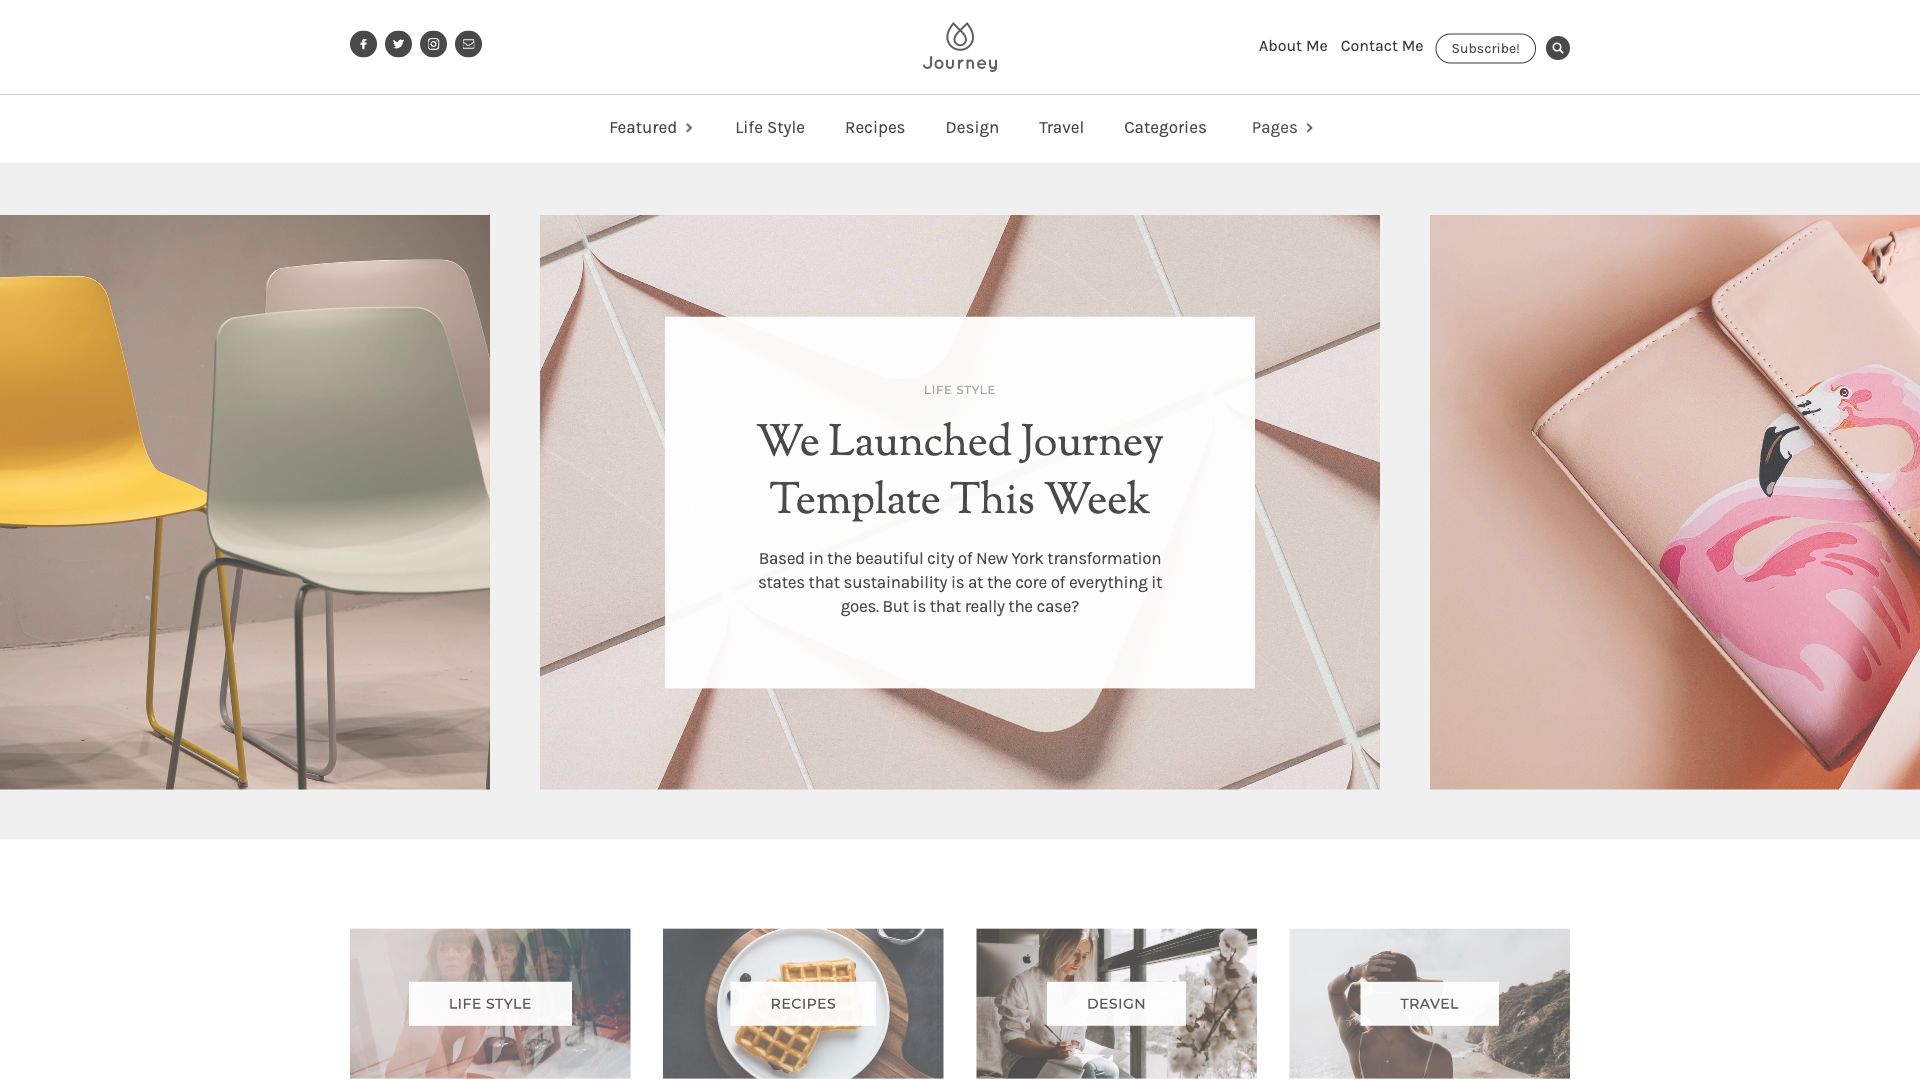 Journey
About Me Contact Me Subscribe!
Featured Life Style Recipes Design Travel Categories Pages
LIFE STYLE
We Launched Journey
Template This Week
Based in the beautiful city of New York transformation
states that sustainability is at the core of everything it
goes. But is that really the case?
LIFE STYLE RECIPES DESIGN TRAVEL